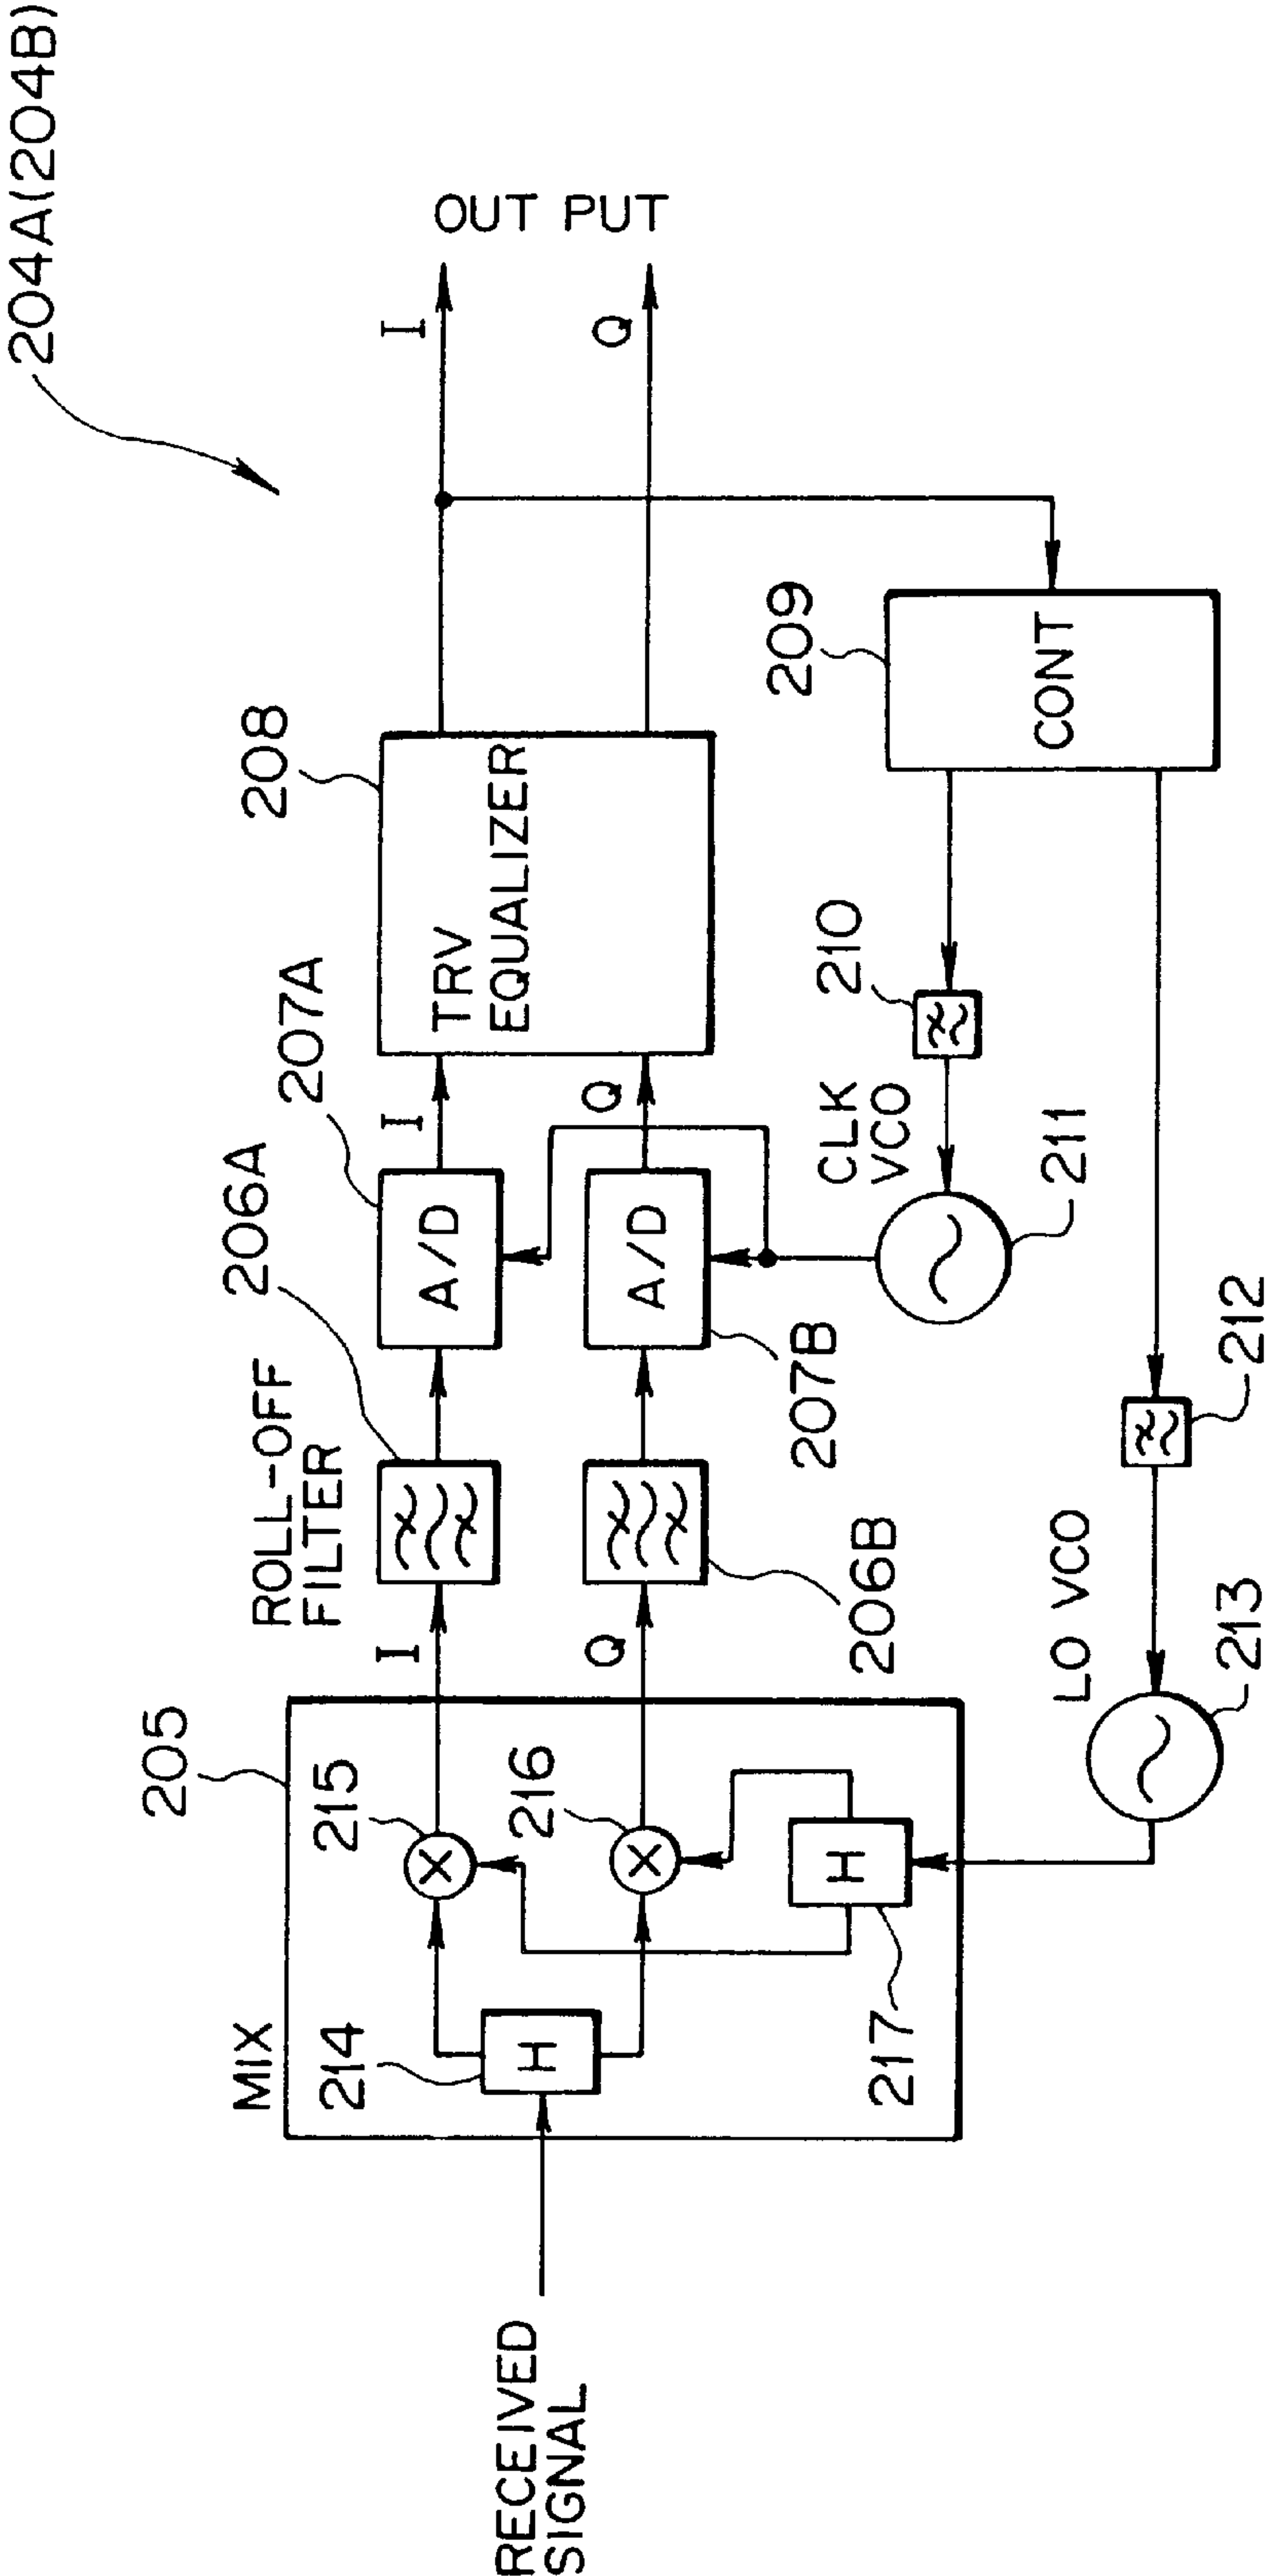 204A(204B)
OUT PUT
I
Q
208
TRV
EQUALIZER
209
CONT
207A
I
Q
A/D
A/D
207B
210
CLK
VCO
211
206A
ROLL-OFF
FILTER
I
Q
206B
212
LO VCO
213
205
MIX
215
216
X
X
214
H
H
217
RECEIVED
SIGNAL